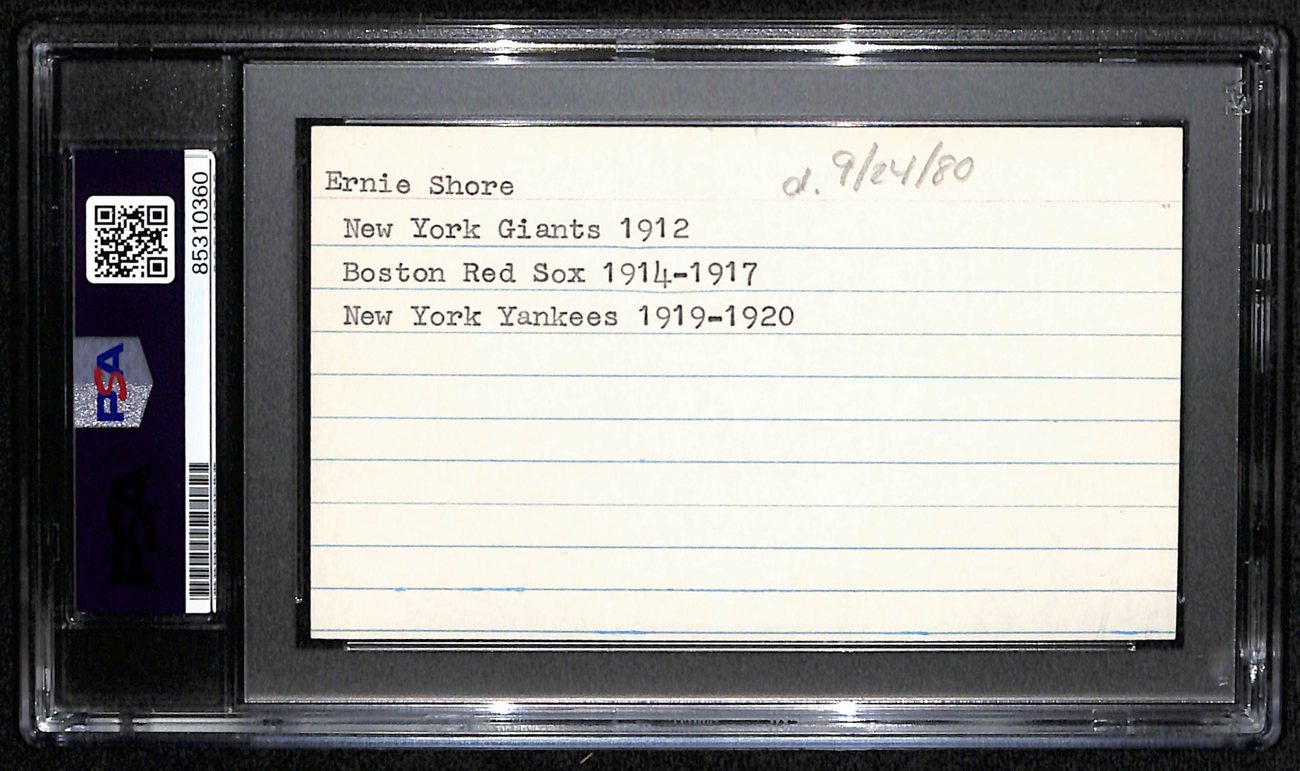 Ernie Shore
d. 9/24/80
New York Giants 1912
Boston Red Sox 1914-1917
New York Yankees 1919-1920
85310360
PSA
PSA